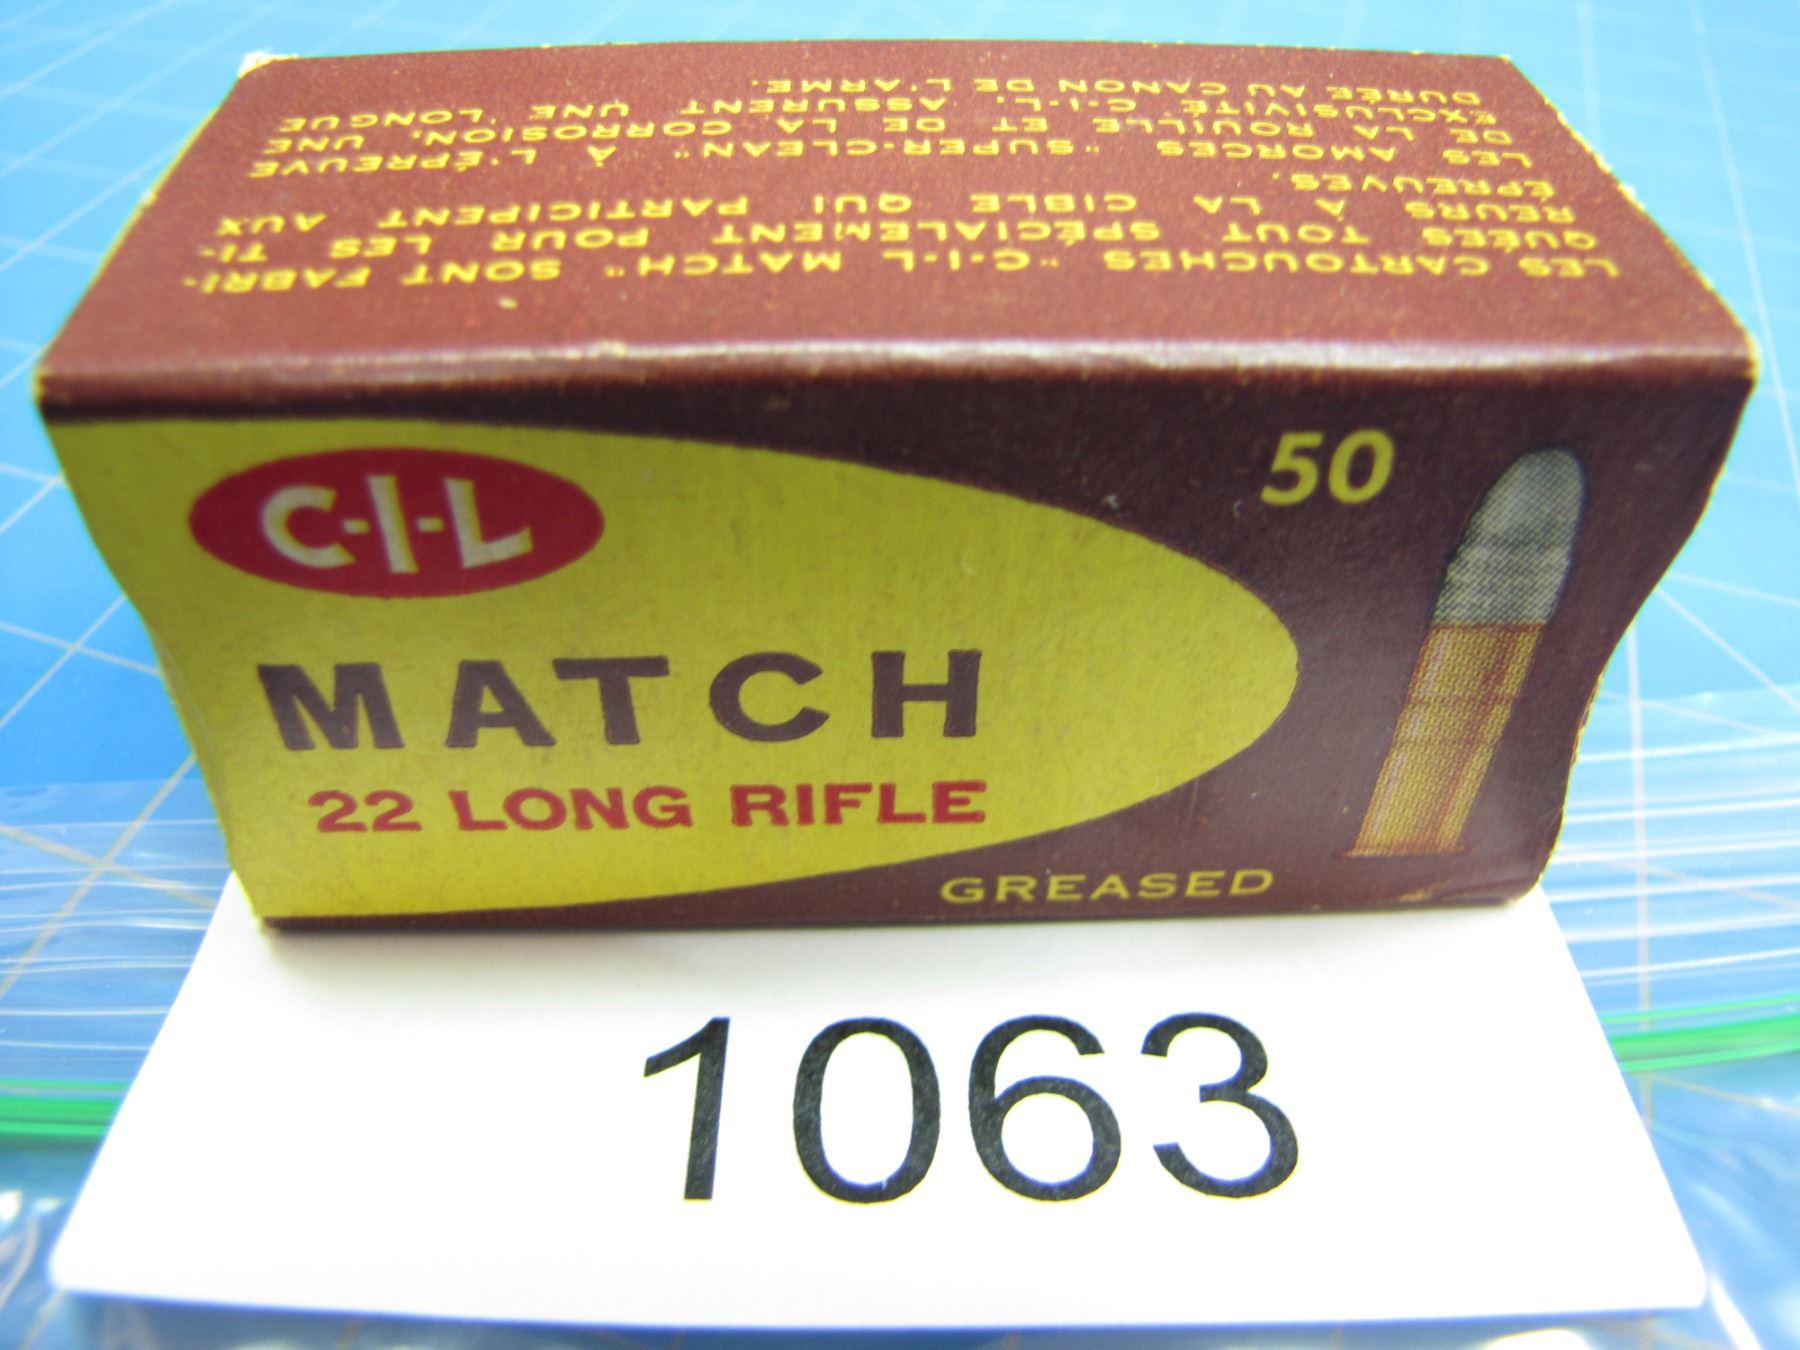 LES CARTOUCHES "C-I-L MATCH" SONT FABRI-
QUÉES TOUT SPÉCIALEMENT POUR LES TI-
REURS À LA CIBLE QUI PARTICIPENT AUX
ÉPREUVES.
LES AMORCES "SUPER-CLEAN" À L'ÉPREUVE
DE LA ROUILLE ET DE LA CORROSION, UNE
EXCLUSIVITÉ C-I-L. ASSURENT UNE LONGUE
DURÉE AU CANON DE L'ARME.
C-I-L
50
MATCH
22 LONG RIFLE
GREASED
1063